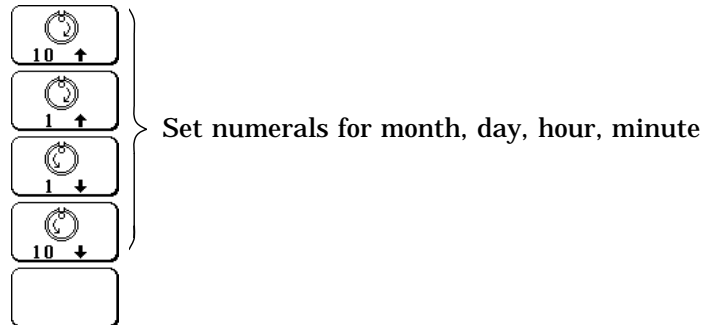 10 ↑
1 ↑
Set numerals for month, day, hour, minute
1 ↓
10 ↓